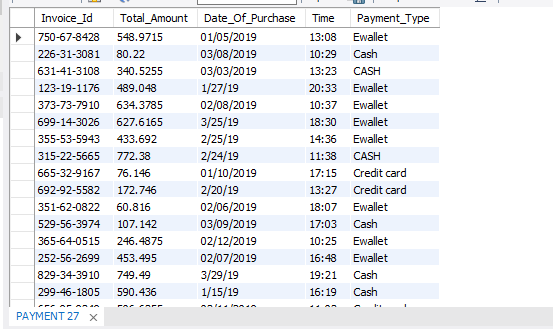 Invoice_Id Total_Amount Date_Of_Purchase Time Payment_Type
750-67-8428 548.9715 01/05/2019 13:08 Ewallet
226-31-3081 80.22 03/08/2019 10:29 Cash
631-41-3108 340.5255 03/03/2019 13:23 CASH
123-19-1176 489.048 1/27/19 20:33 Ewallet
373-73-7910 634.3785 02/08/2019 10:37 Ewallet
699-14-3026 627.6165 3/25/19 18:30 Ewallet
355-53-5943 433.692 2/25/19 14:36 Ewallet
315-22-5665 772.38 2/24/19 11:38 CASH
665-32-9167 76.146 01/10/2019 17:15 Credit card
692-92-5582 172.746 2/20/19 13:27 Credit card
351-62-0822 60.816 02/06/2019 18:07 Ewallet
529-56-3974 107.142 03/09/2019 17:03 Cash
365-64-0515 246.4875 02/12/2019 10:25 Ewallet
252-56-2699 453.495 02/07/2019 16:48 Ewallet
829-34-3910 749.49 3/29/19 19:21 Cash
299-46-1805 590.436 1/15/19 16:19 Cash
PAYMENT 27